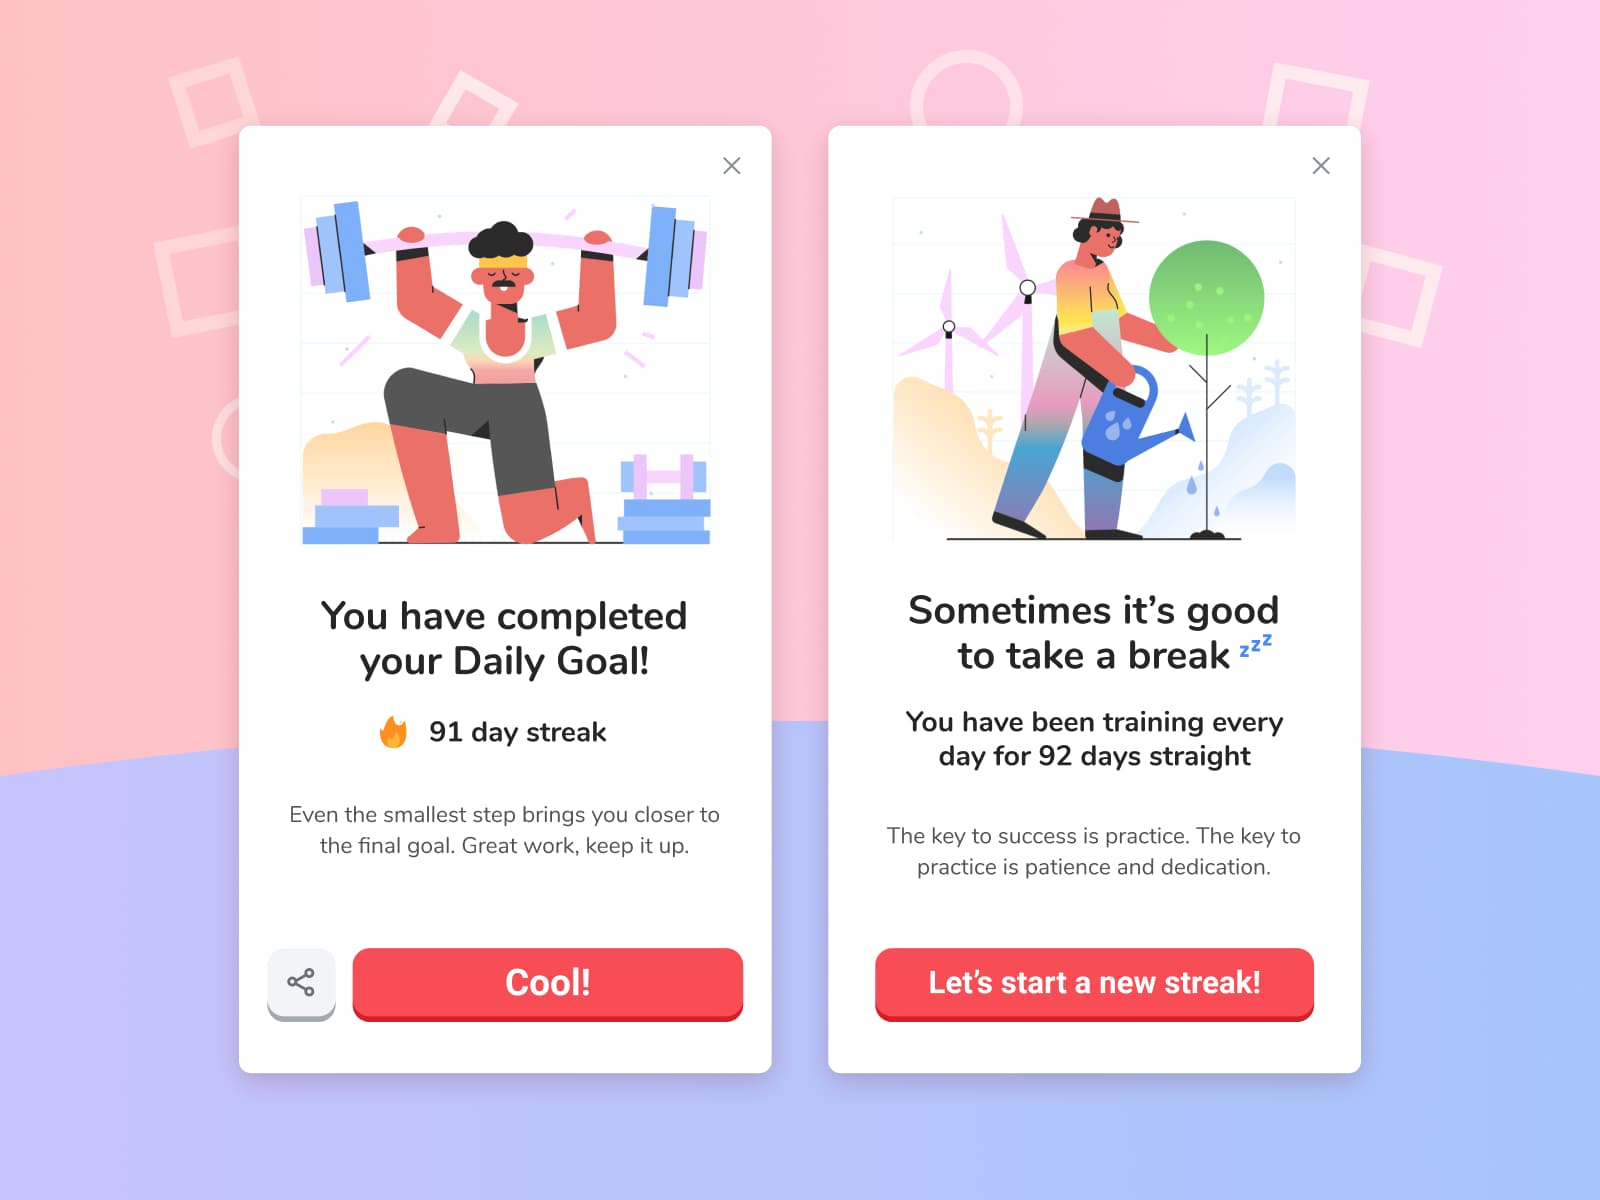 You have completed
your Daily Goal!
91 day streak
Even the smallest step brings you closer to
the final goal. Great work, keep it up.
Cool!
Sometimes it’s good
to take a break zzz
You have been training every
day for 92 days straight
The key to success is practice. The key to
practice is patience and dedication.
Let’s start a new streak!